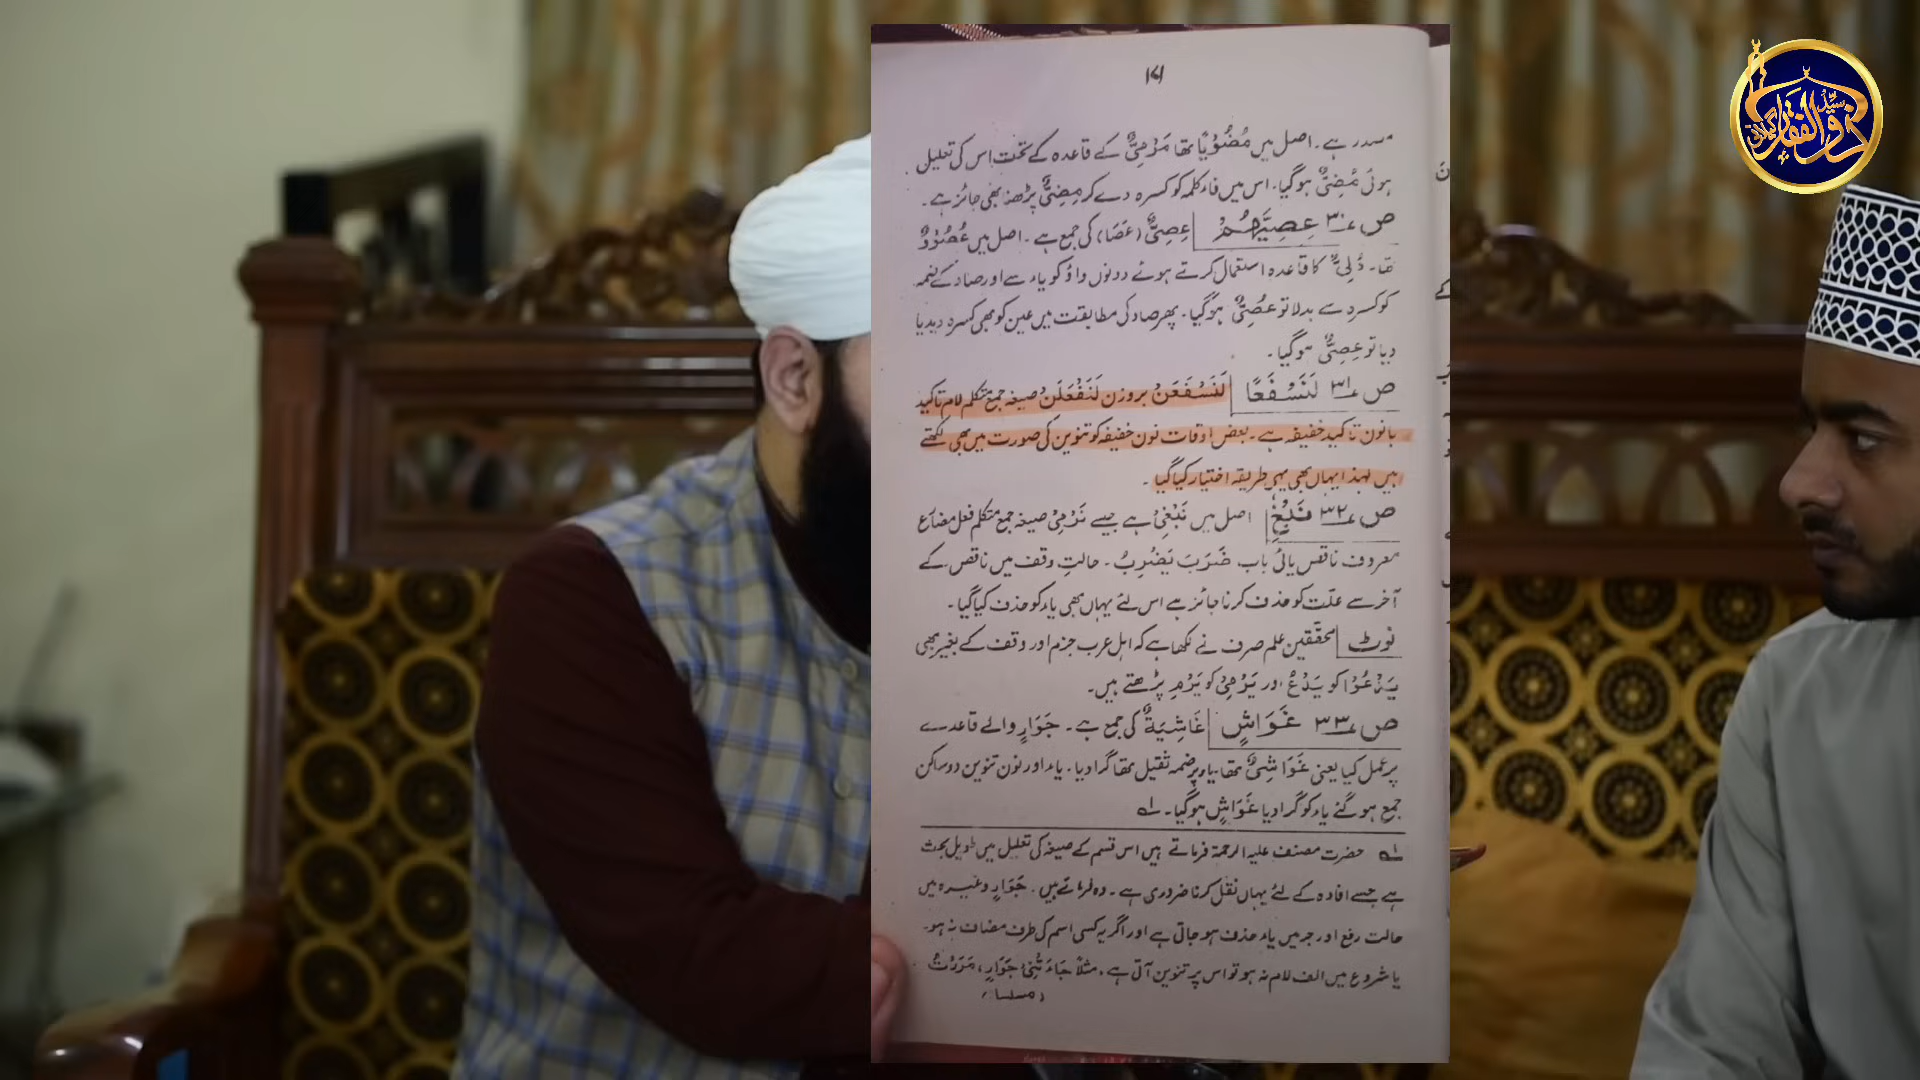 ۱۷۱
مصدر ہے۔ اصل میں مُضُوْیًا تھا مَرْمِیٌّ کے قاعدہ کے تحت اس کی تعلیل
ہوئی مُضِیٌّ ہوگیا۔ اس میں فاء کلمہ کو کسرہ دے کر مِضِیٌّ پڑھنا بھی جائز ہے۔
ص ۳۰ عِصِیَّھُمْ عِصِیٌّ (عَصَا) کی جمع ہے۔ اصل میں عُصُوْوٌ
تھا۔ دُلِیٌّ کا قاعدہ استعمال کرتے ہوئے دونوں واؤ کو یاء سے اور صاد کے ضمہ
کو کسرہ سے بدلا تو عُصِیٌّ ہوگیا۔ پھر صاد کی مطابقت میں عین کو بھی کسرہ دیدیا
دیا تو عِصِیٌّ ہوگیا۔
ص ۳۱ لَنَسْفَعًا لَنَسْفَعَنْ بروزن لَنَفْعَلَنْ صیغہ جمع متکلم لام تاکید
بانون تاکید خفیفہ ہے۔ بعض اوقات نون خفیفہ کو تنوین کی صورت میں بھی لکھتے
ہیں لہذا یہاں بھی یہی طریقہ اختیار کیا گیا۔
ص ۳۲ نَبْغِ اصل میں نَبْغِیْ ہے جیسے نَرْمِیْ صیغہ جمع متکلم فعل مضارع
معروف ناقص یائی باب ضَرَبَ یَضْرِبُ۔ حالتِ وقف میں ناقص کے
آخر سے علّت کو حذف کرنا جائز ہے اس لئے یہاں بھی یاء کو حذف کیا گیا۔
نوٹ محققین علم صرف نے لکھا ہے کہ اہل عرب جزم اور وقف کے بغیر بھی
یَدْعُوْا کو یَدْعُ اور یَرْمِیْ کو یَرْمِ پڑھتے ہیں۔
ص ۳۳ غَوَاشٍ غَاشِیَۃٌ کی جمع ہے۔ جَوَارٍ والے قاعدے
پر عمل کیا یعنی غَوَاشِیٌ تھا یاء پر ضمہ ثقیل تھا گرا دیا۔ یاء اور نون تنوین دو ساکن
جمع ہوگئے یاء کو گرا دیا غَوَاشٍ ہوگیا۔ ۱ھ
۱ھ حضرت مصنف علیہ الرحمۃ فرماتے ہیں اس قسم کے صیغہ کی تعلیل میں طویل بحث
ہے جسے افادہ کے لئے یہاں نقل کرنا ضروری ہے۔ وہ فرماتے ہیں۔ جَوَارٍ وغیرہ میں
حالت رفع اور جر میں یاء حذف ہو جاتی ہے اور اگر یہ کسی اسم کی طرف مضاف نہ ہو۔
یا شروع میں الف لام نہ ہو تو اس پر تنوین آتی ہے، مثلاً جَاءَتْنِیْ جَوَارٍ، مَرَرْتُ
(مسلسل)
سیّد ذوالفقار گیلانی